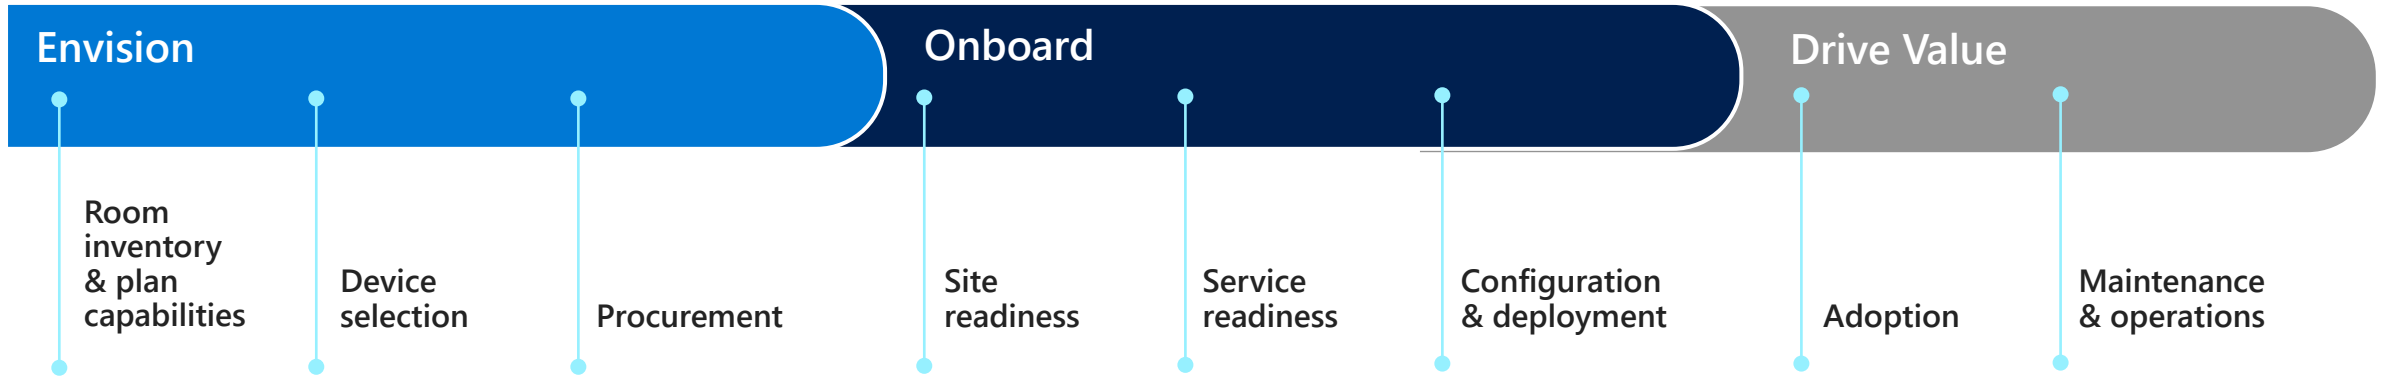 Envision
Onboard
Drive Value
Room
inventory
& plan
capabilities
Device
selection
Procurement
Site
readiness
Service
readiness
Configuration
& deployment
Adoption
Maintenance
& operations